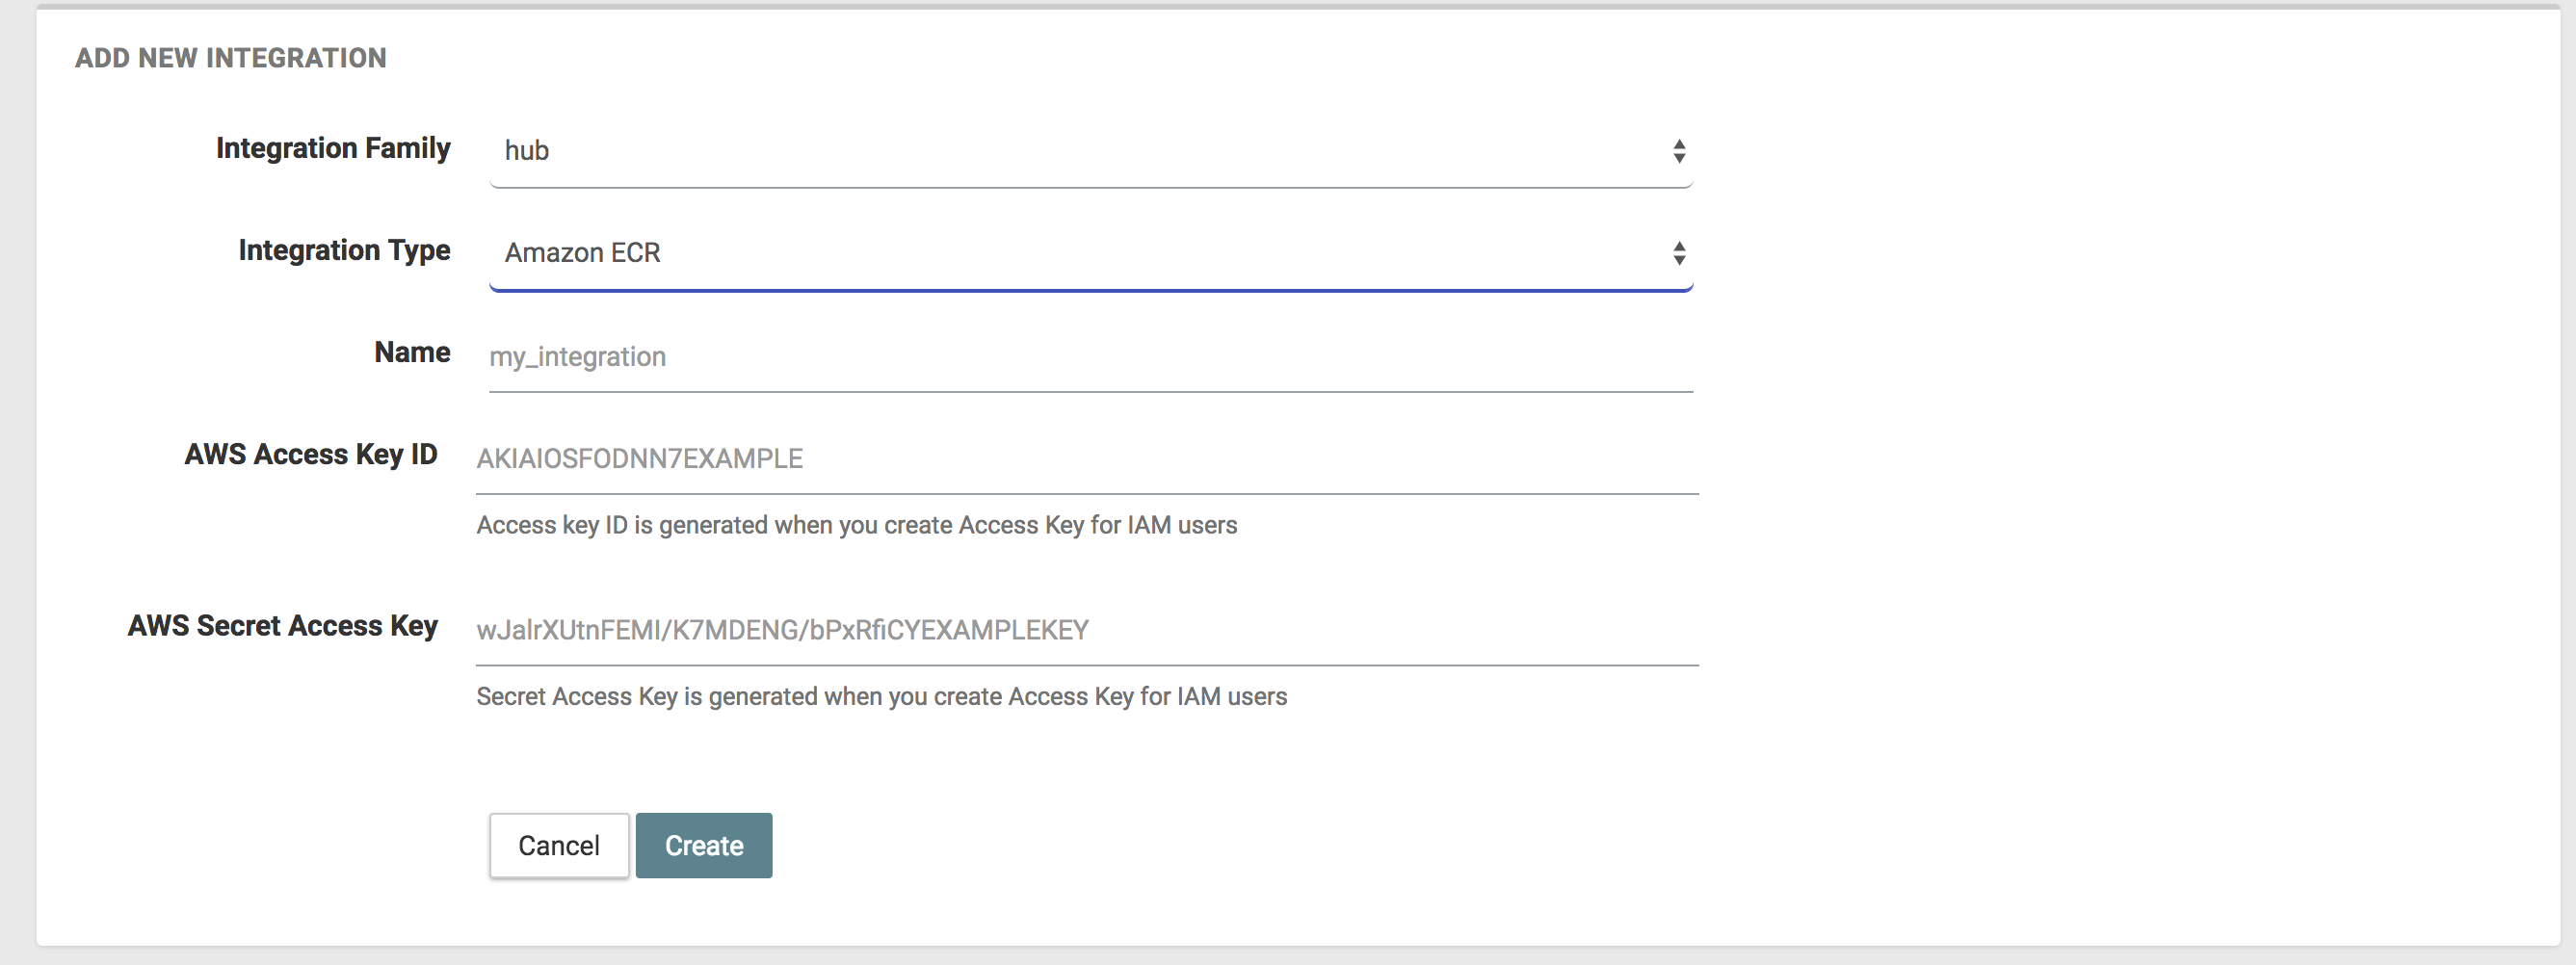 ADD NEW INTEGRATION
Integration Family hub
Integration Type Amazon ECR
Name my_integration
AWS Access Key ID AKIAIOSFODNN7EXAMPLE
Access key ID is generated when you create Access Key for IAM users
AWS Secret Access Key wJalrXUtnFEMI/K7MDENG/bPxRfiCYEXAMPLEKEY
Secret Access Key is generated when you create Access Key for IAM users
Cancel Create